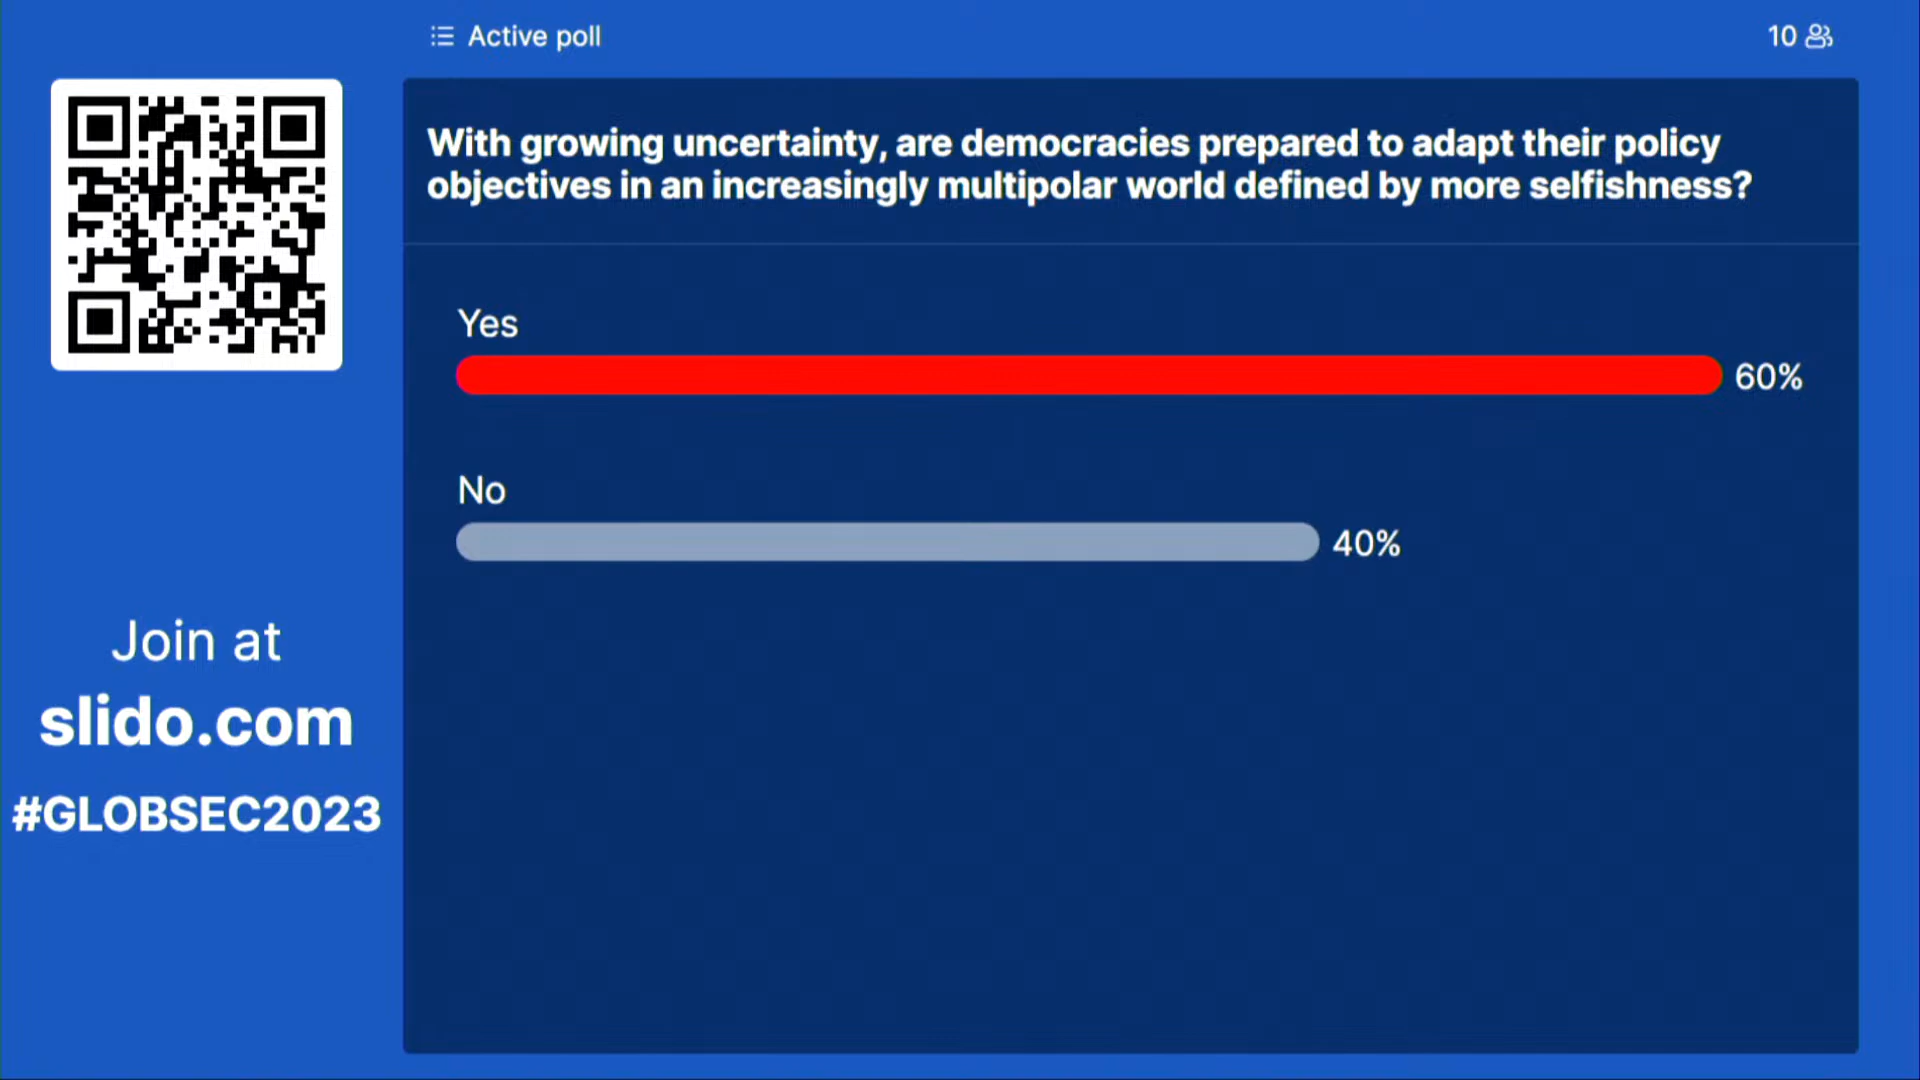 Active poll
10
With growing uncertainty, are democracies prepared to adapt their policy
objectives in an increasingly multipolar world defined by more selfishness?
Yes
60%
No
40%
Join at
slido.com
#GLOBSEC2023